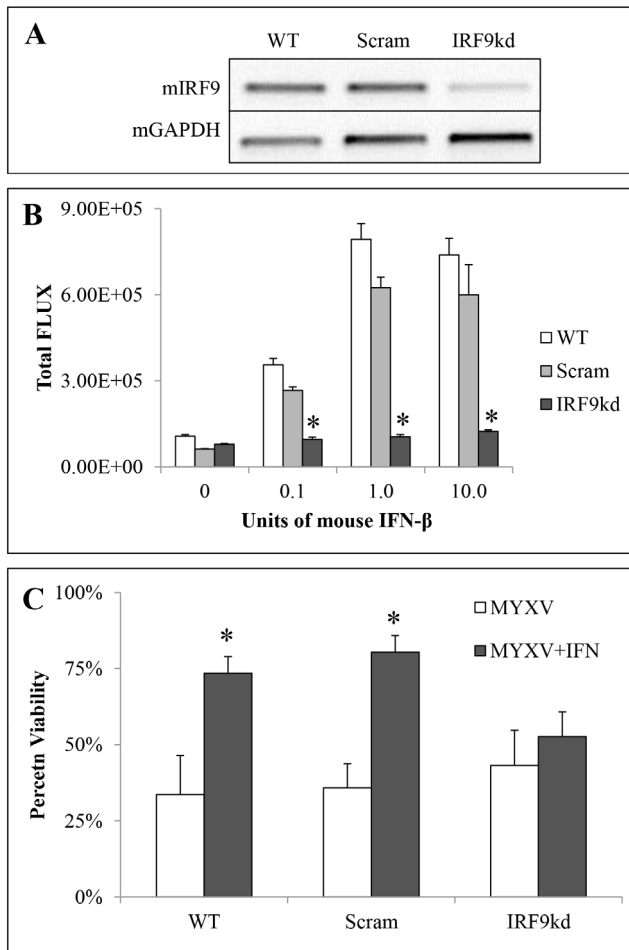 A
WT Scram IRF9kd
mIRF9
mGAPDH
B
9.00E+05
6.00E+05
3.00E+05
0.00E+00
Total FLUX
WT
Scram
IRF9kd
* * *
0 0.1 1.0 10.0
Units of mouse IFN-β
C
100%
75%
50%
25%
0%
Percetn Viability
MYXV
MYXV+IFN
* *
WT Scram IRF9kd